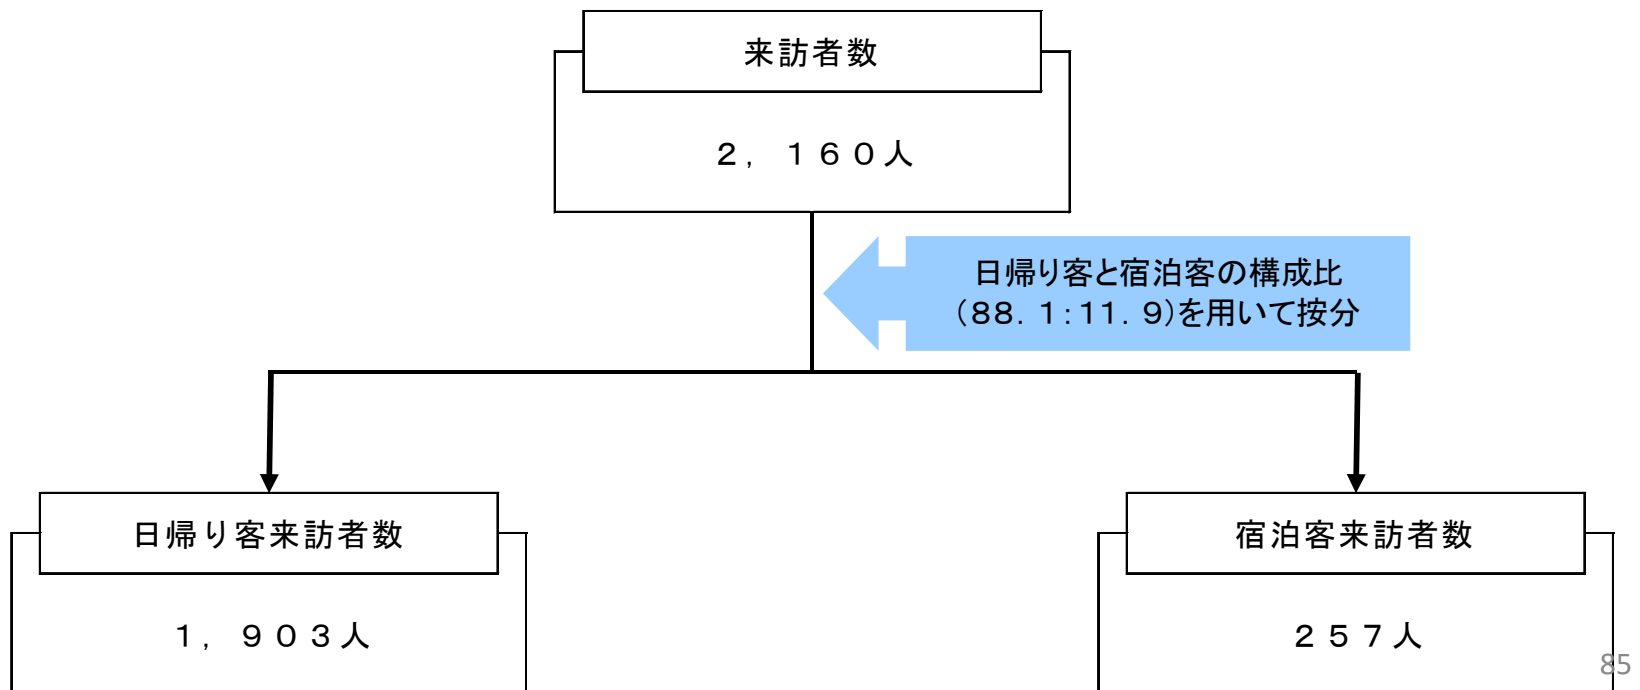 来訪者数
２，１６０人
日帰り客と宿泊客の構成比
（８８．１：１１．９）を用いて按分
日帰り客来訪者数
宿泊客来訪者数
１，９０３人
２５７人
85